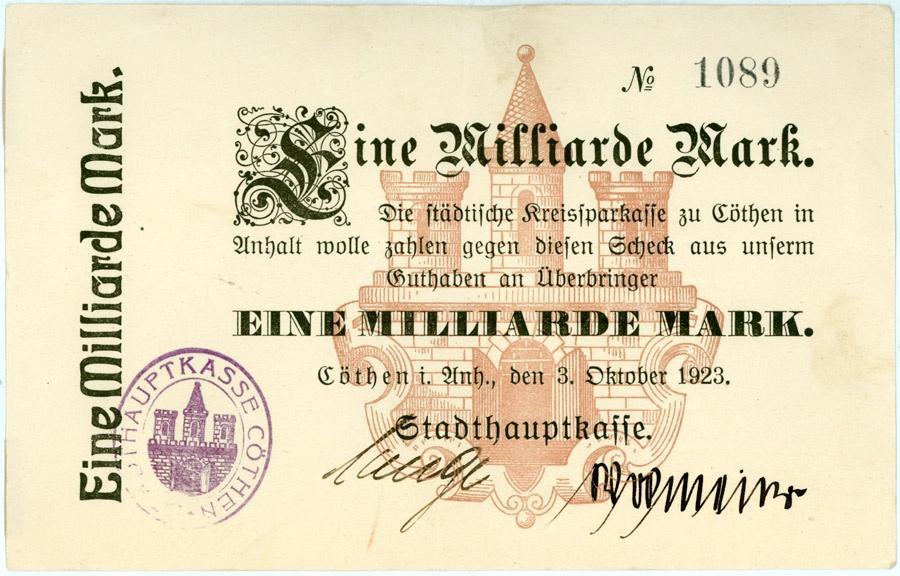 Eine Milliarde Mark.
№ 1089
Eine Milliarde Mark.
Die städtische Kreissparkasse zu Cöthen in
Anhalt wolle zahlen gegen diesen Scheck aus unserm
Guthaben an Überbringer
EINE MILLIARDE MARK.
Cöthen i. Anh., den 3. Oktober 1923.
Stadthauptkasse.
STADTHAUPTKASSE CÖTHEN